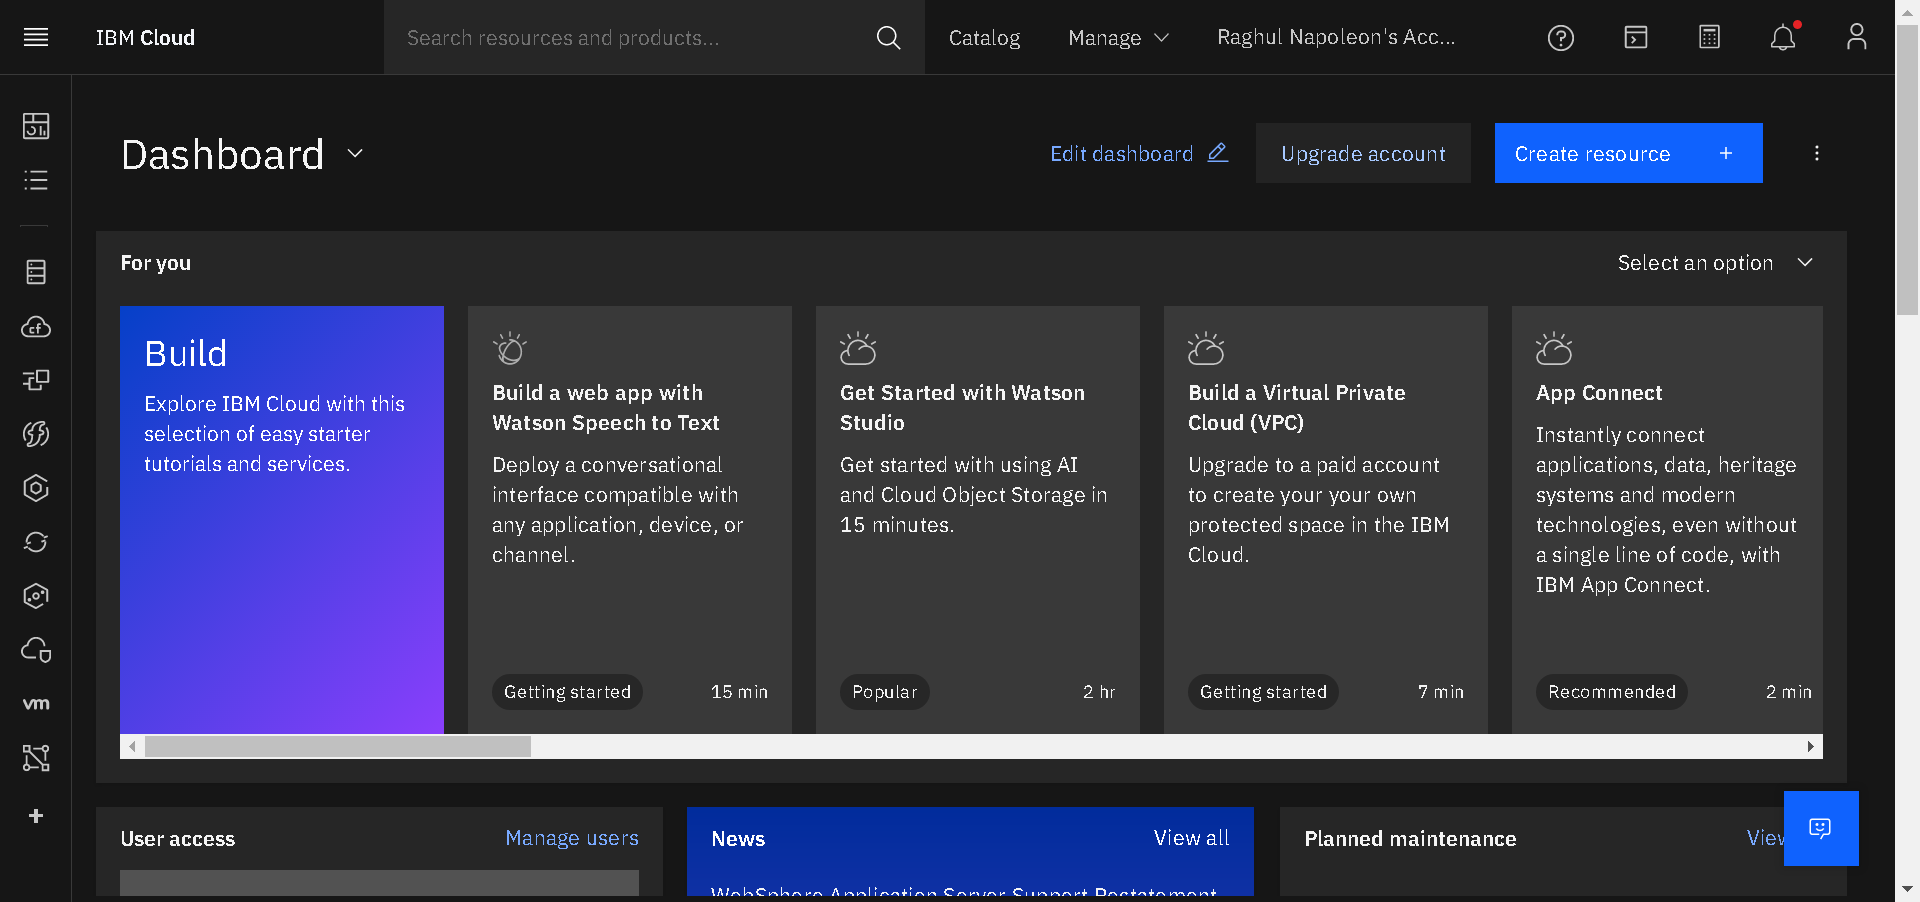 IBM Cloud
Search resources and products...
Catalog
Manage
Raghul Napoleon's Acc...
Dashboard
Edit dashboard
Upgrade account
Create resource
For you
Select an option
Build
Explore IBM Cloud with this
selection of easy starter
tutorials and services.
Build a web app with
Watson Speech to Text
Deploy a conversational
interface compatible with
any application, device, or
channel.
Getting started
15 min
Get Started with Watson
Studio
Get started with using AI
and Cloud Object Storage in
15 minutes.
Popular
2 hr
Build a Virtual Private
Cloud (VPC)
Upgrade to a paid account
to create your your own
protected space in the IBM
Cloud.
Getting started
7 min
App Connect
Instantly connect
applications, data, heritage
systems and modern
technologies, even without
a single line of code, with
IBM App Connect.
Recommended
2 min
cf
vm
User access
Manage users
News
View all
WebSphere Application Server Support Restatement
Planned maintenance
View